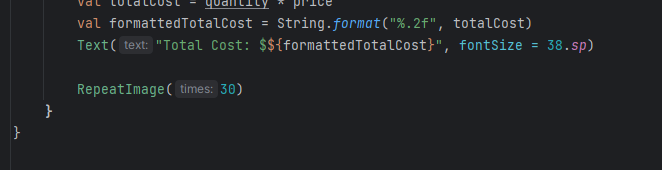 val totalCost = quantity * price
val formattedTotalCost = String.format("%.2f", totalCost)
Text( text: "Total Cost: $${formattedTotalCost}", fontSize = 38.sp)
RepeatImage( times: 30)
}
}